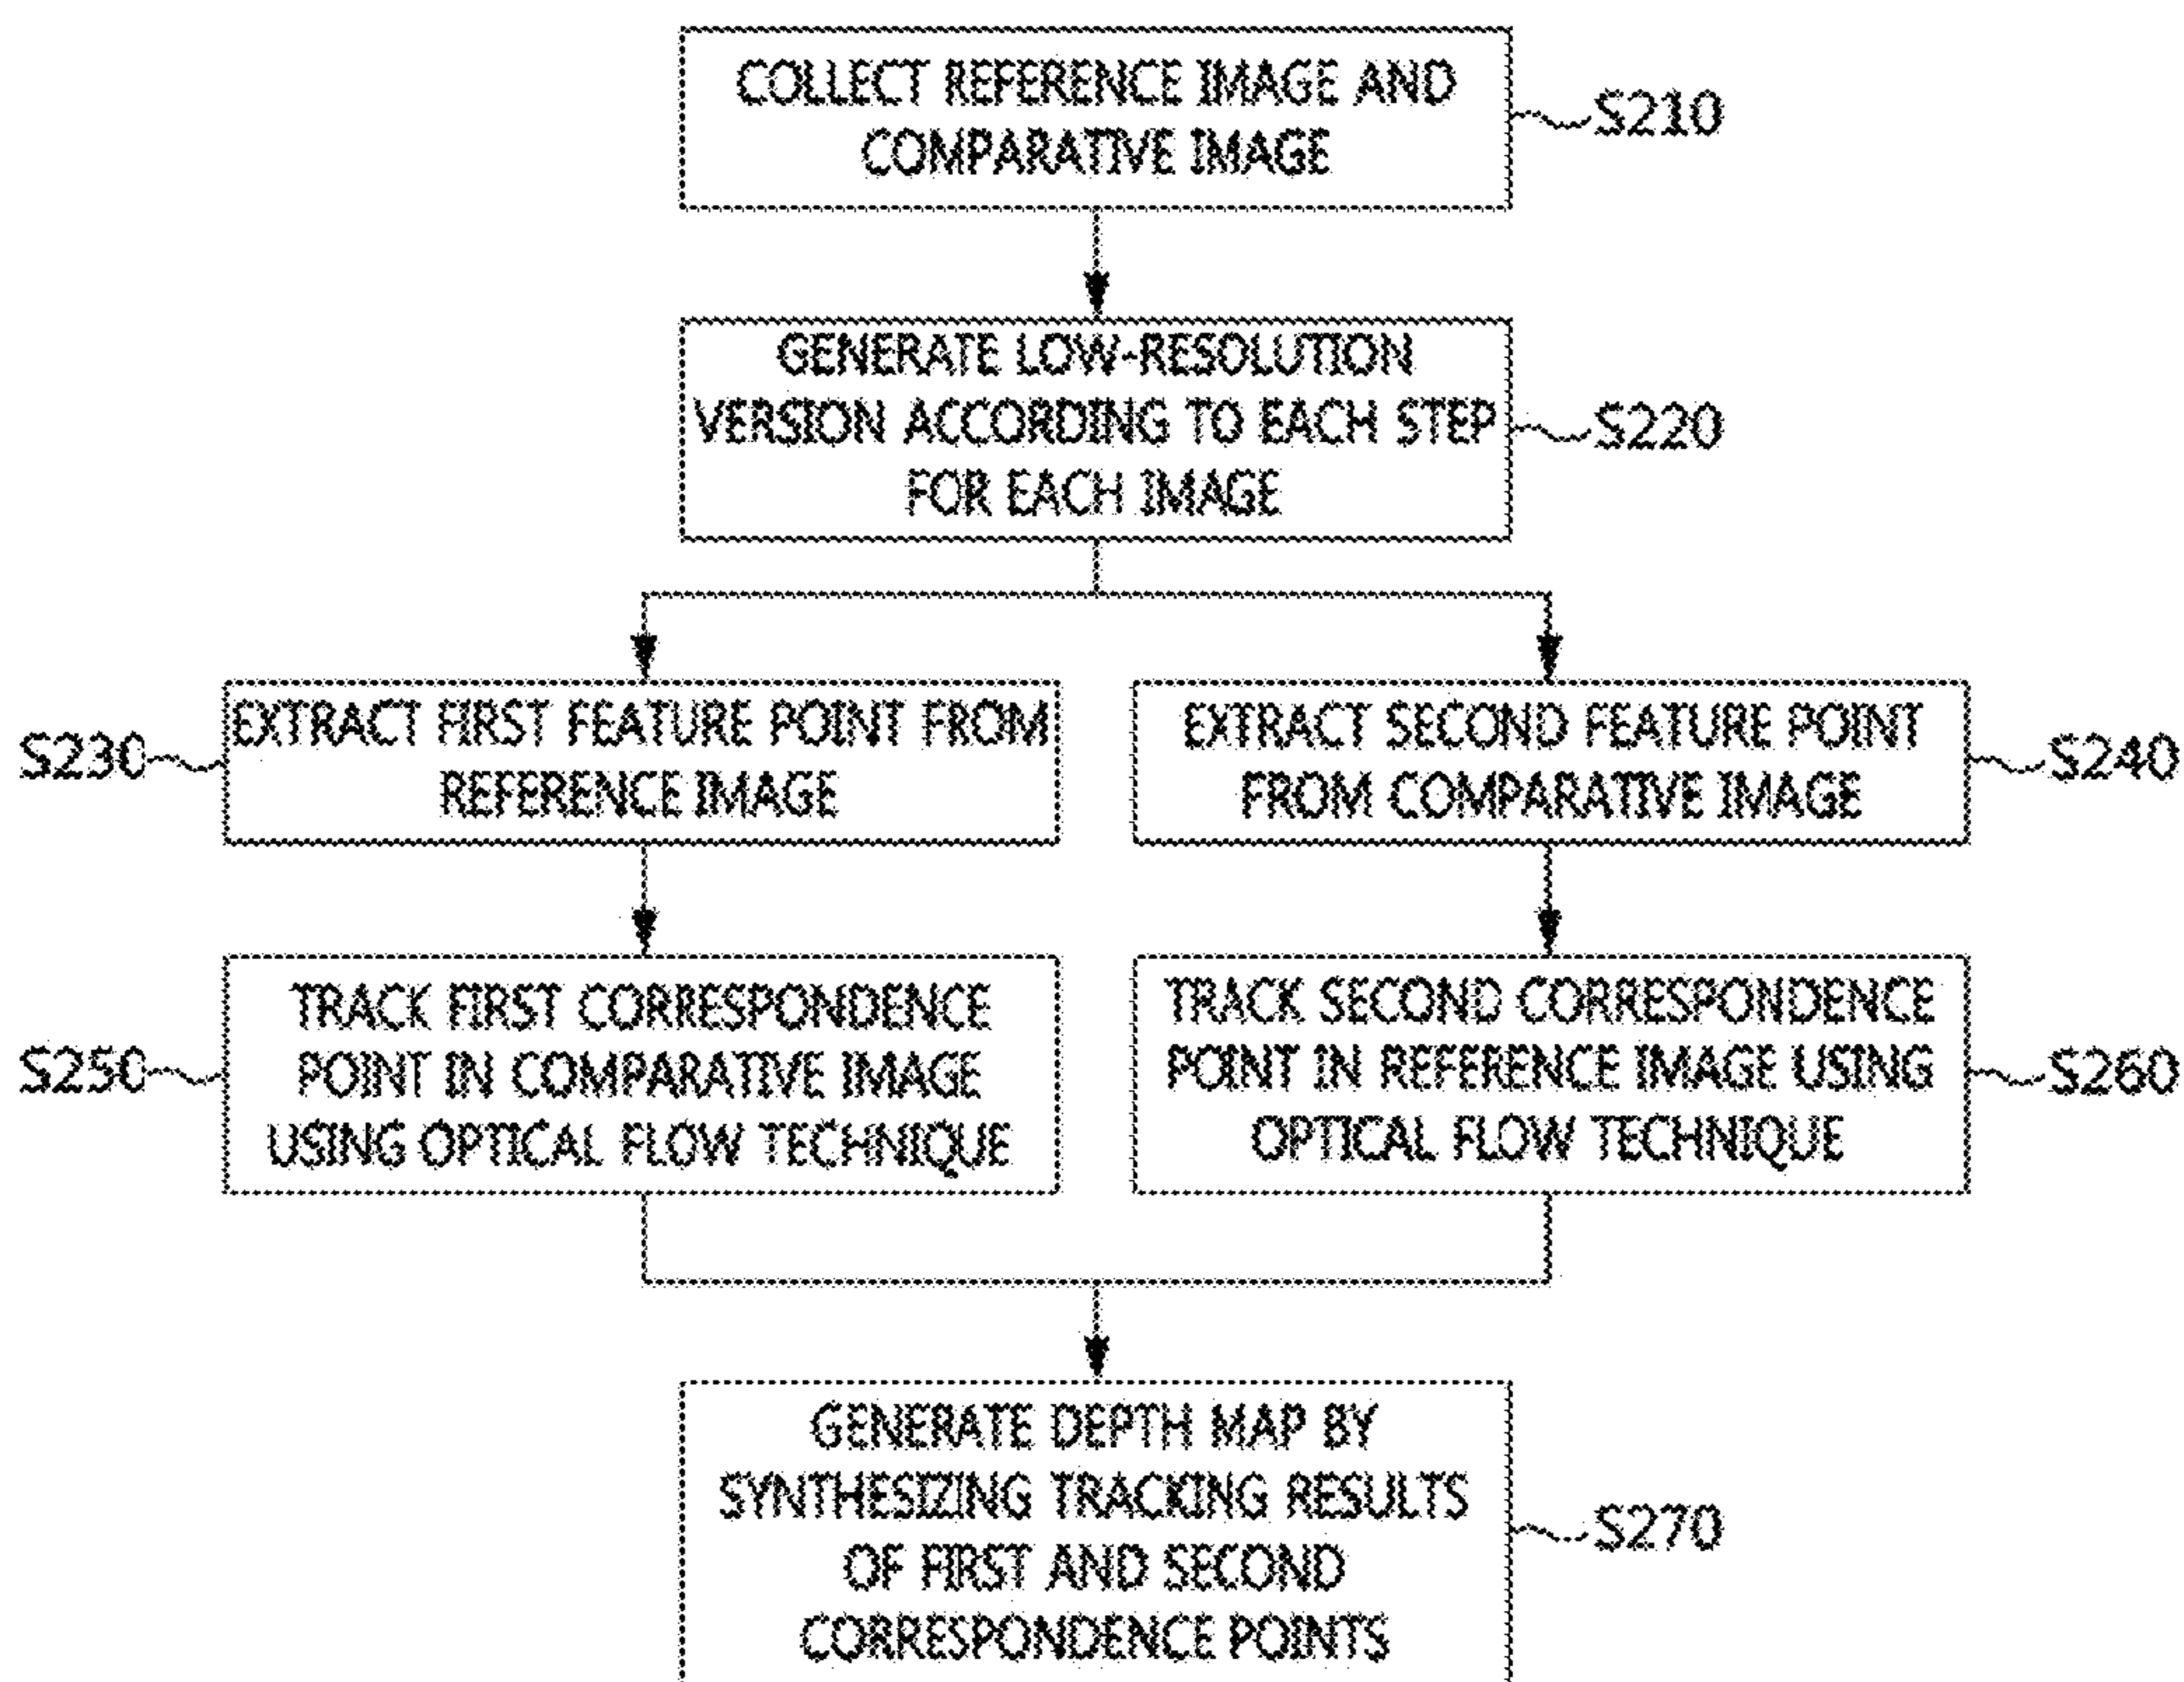 COLLECT REFERENCE IMAGE AND
COMPARATIVE IMAGE
S210
GENERATE LOW-RESOLUTION
VERSION ACCORDING TO EACH STEP
FOR EACH IMAGE
S220
S230
EXTRACT FIRST FEATURE POINT FROM
REFERENCE IMAGE
EXTRACT SECOND FEATURE POINT
FROM COMPARATIVE IMAGE
S240
S250
TRACK FIRST CORRESPONDENCE
POINT IN COMPARATIVE IMAGE
USING OPTICAL FLOW TECHNIQUE
TRACK SECOND CORRESPONDENCE
POINT IN REFERENCE IMAGE USING
OPTICAL FLOW TECHNIQUE
S260
GENERATE DEPTH MAP BY
SYNTHESIZING TRACKING RESULTS
OF FIRST AND SECOND
CORRESPONDENCE POINTS
S270